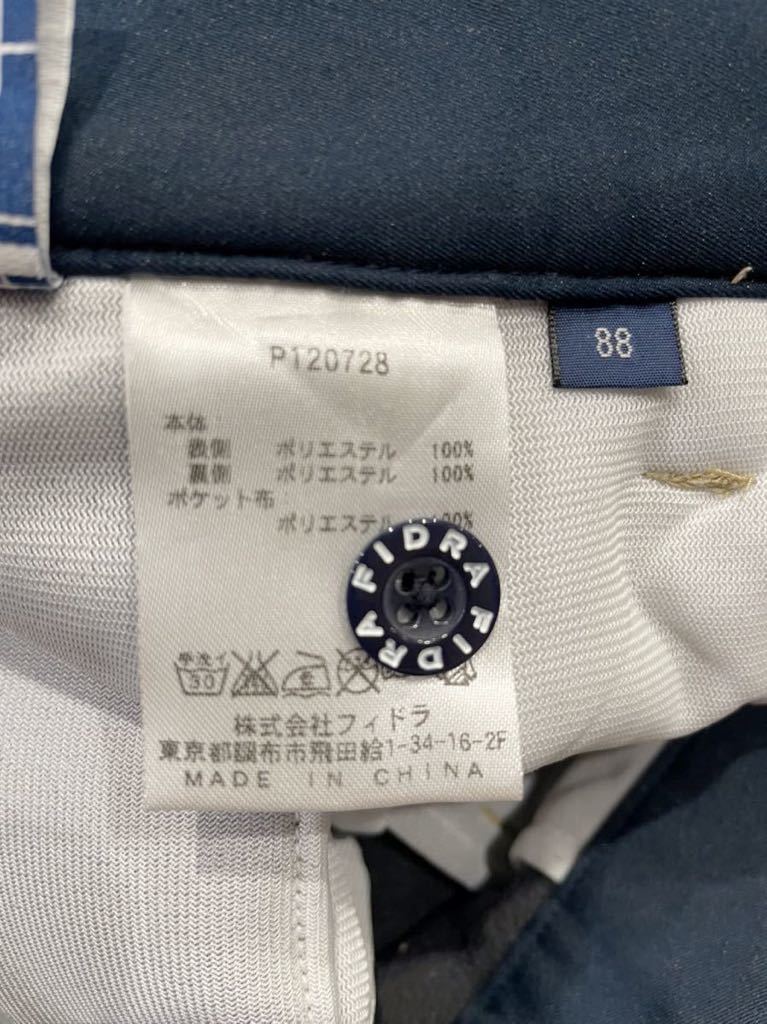 P120728
88
本体
表側 ポリエステル 100%
裏側 ポリエステル 100%
ポケット布
ポリエステル
FIDRA FIDRA
手洗イ
30
株式会社フィドラ
東京都調布市飛田給1-34-16-2F
MADE IN CHINA